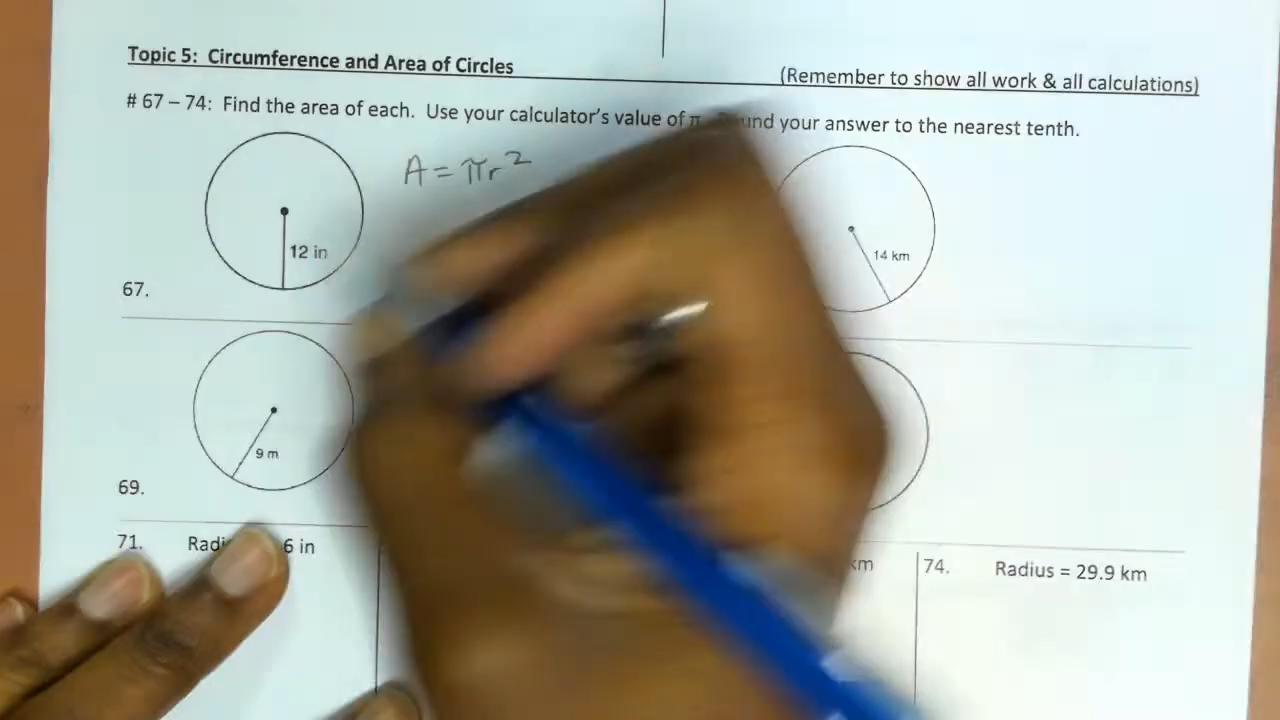 Topic 5: Circumference and Area of Circles
(Remember to show all work & all calculations)
# 67 – 74: Find the area of each. Use your calculator's value of π und your answer to the nearest tenth.
A = πr²
12 in
14 km
67.
9 m
69.
71. Radi 6 in
km
74. Radius = 29.9 km